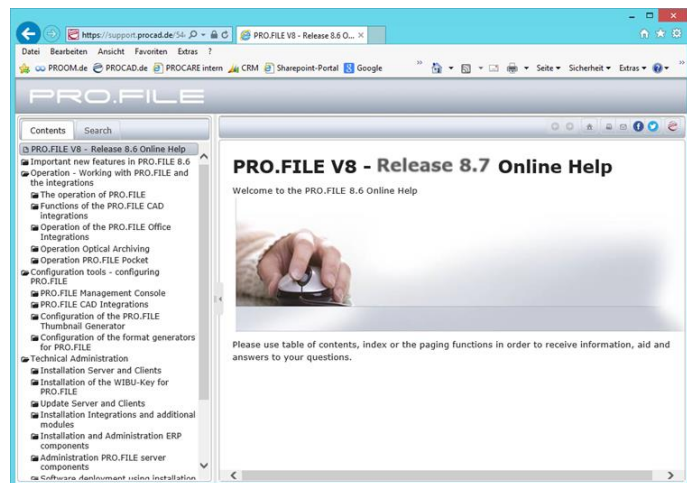 https://support.procad.de/54
PRO.FILE V8 - Release 8.6 O...
Datei Bearbeiten Ansicht Favoriten Extras ?
PROOM.de PROCAD.de PROCARE intern CRM Sharepoint-Portal Google
Seite Sicherheit Extras
PRO.FILE
Contents Search
PRO.FILE V8 - Release 8.6 Online Help
Important new features in PRO.FILE 8.6
Operation - Working with PRO.FILE and
the integrations
The operation of PRO.FILE
Functions of the PRO.FILE CAD
integrations
Operation of the PRO.FILE Office
Integrations
Operation Optical Archiving
Operation PRO.FILE Pocket
Configuration tools - configuring
PRO.FILE
PRO.FILE Management Console
PRO.FILE CAD Integrations
Configuration of the PRO.FILE
Thumbnail Generator
Configuration of the format generators
for PRO.FILE
Technical Administration
Installation Server and Clients
Installation of the WIBU-Key for
PRO.FILE
Update Server and Clients
Installation Integrations and additional
modules
Installation and Administration ERP
components
Administration PRO.FILE server
components
Software deployment using installation
PRO.FILE V8 - Release 8.7 Online Help
Welcome to the PRO.FILE 8.6 Online Help
Please use table of contents, index or the paging functions in order to receive information, aid and
answers to your questions.